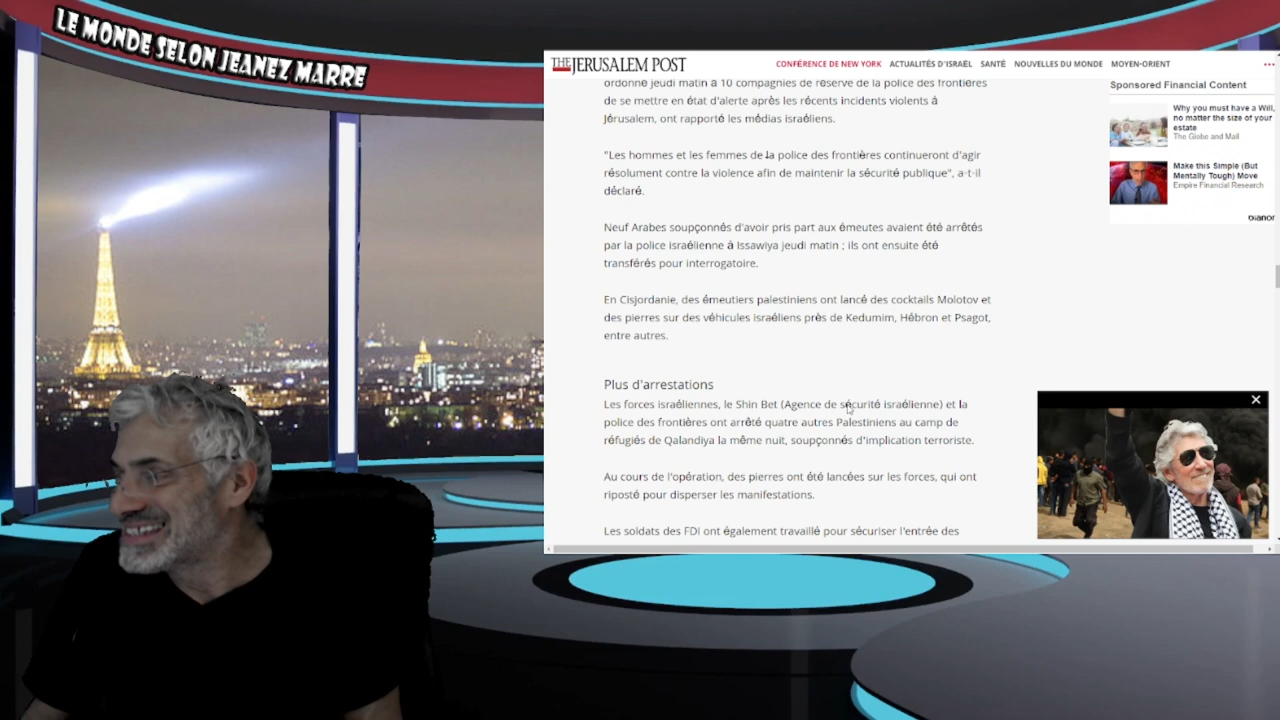 LE MONDE SELON JEANEZ MARRE
THE JERUSALEM POST
CONFÉRENCE DE NEW YORK ACTUALITÉS D'ISRAËL SANTÉ NOUVELLES DU MONDE MOYEN-ORIENT
ordonné jeudi matin à 10 compagnies de réserve de la police des frontières
de se mettre en état d'alerte après les récents incidents violents à
Jérusalem, ont rapporté les médias israéliens.
"Les hommes et les femmes de la police des frontières continueront d'agir
résolument contre la violence afin de maintenir la sécurité publique", a-t-il
déclaré.
Neuf Arabes soupçonnés d'avoir pris part aux émeutes avaient été arrêtés
par la police israélienne à Issawiya jeudi matin ; ils ont ensuite été
transférés pour interrogatoire.
En Cisjordanie, des émeutiers palestiniens ont lancé des cocktails Molotov et
des pierres sur des véhicules israéliens près de Kedumim, Hébron et Psagot,
entre autres.
Plus d'arrestations
Les forces israéliennes, le Shin Bet (Agence de sécurité israélienne) et la
police des frontières ont arrêté quatre autres Palestiniens au camp de
réfugiés de Qalandiya la même nuit, soupçonnés d'implication terroriste.
Au cours de l'opération, des pierres ont été lancées sur les forces, qui ont
riposté pour disperser les manifestations.
Les soldats des FDI ont également travaillé pour sécuriser l'entrée des
Sponsored Financial Content
Why you must have a Will,
no matter the size of your
estate
The Globe and Mail
Make this Simple (But
Mentally Tough) Move
Empire Financial Research